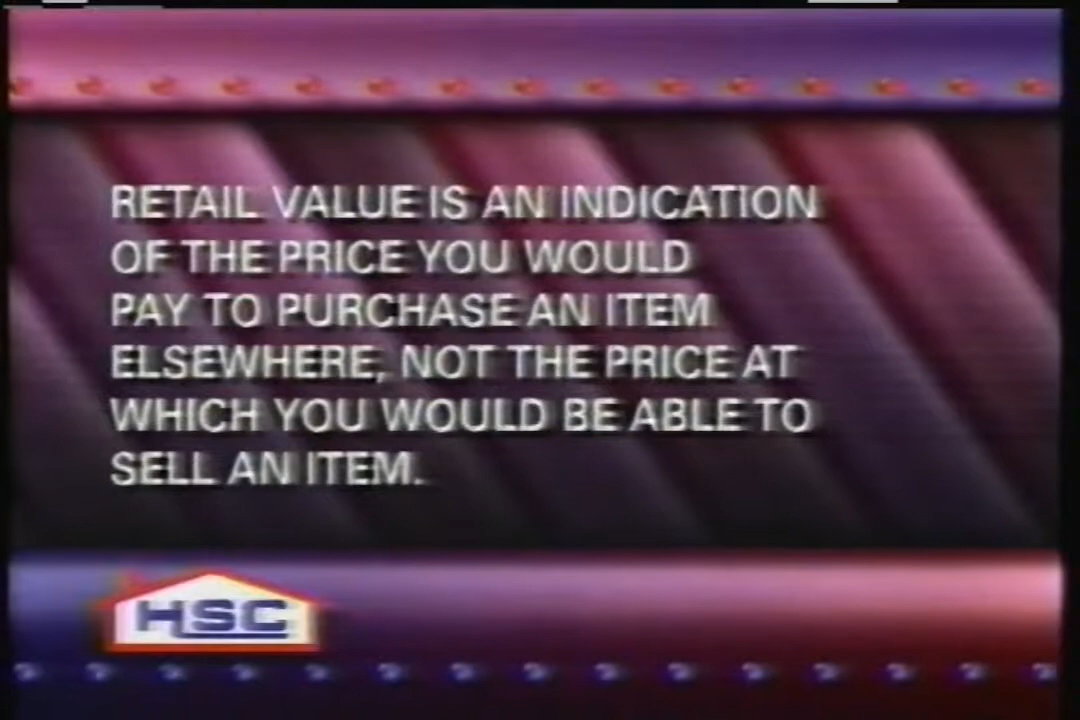 RETAIL VALUE IS AN INDICATION
OF THE PRICE YOU WOULD
PAY TO PURCHASE AN ITEM
ELSEWHERE, NOT THE PRICE AT
WHICH YOU WOULD BE ABLE TO
SELL AN ITEM.
HSC